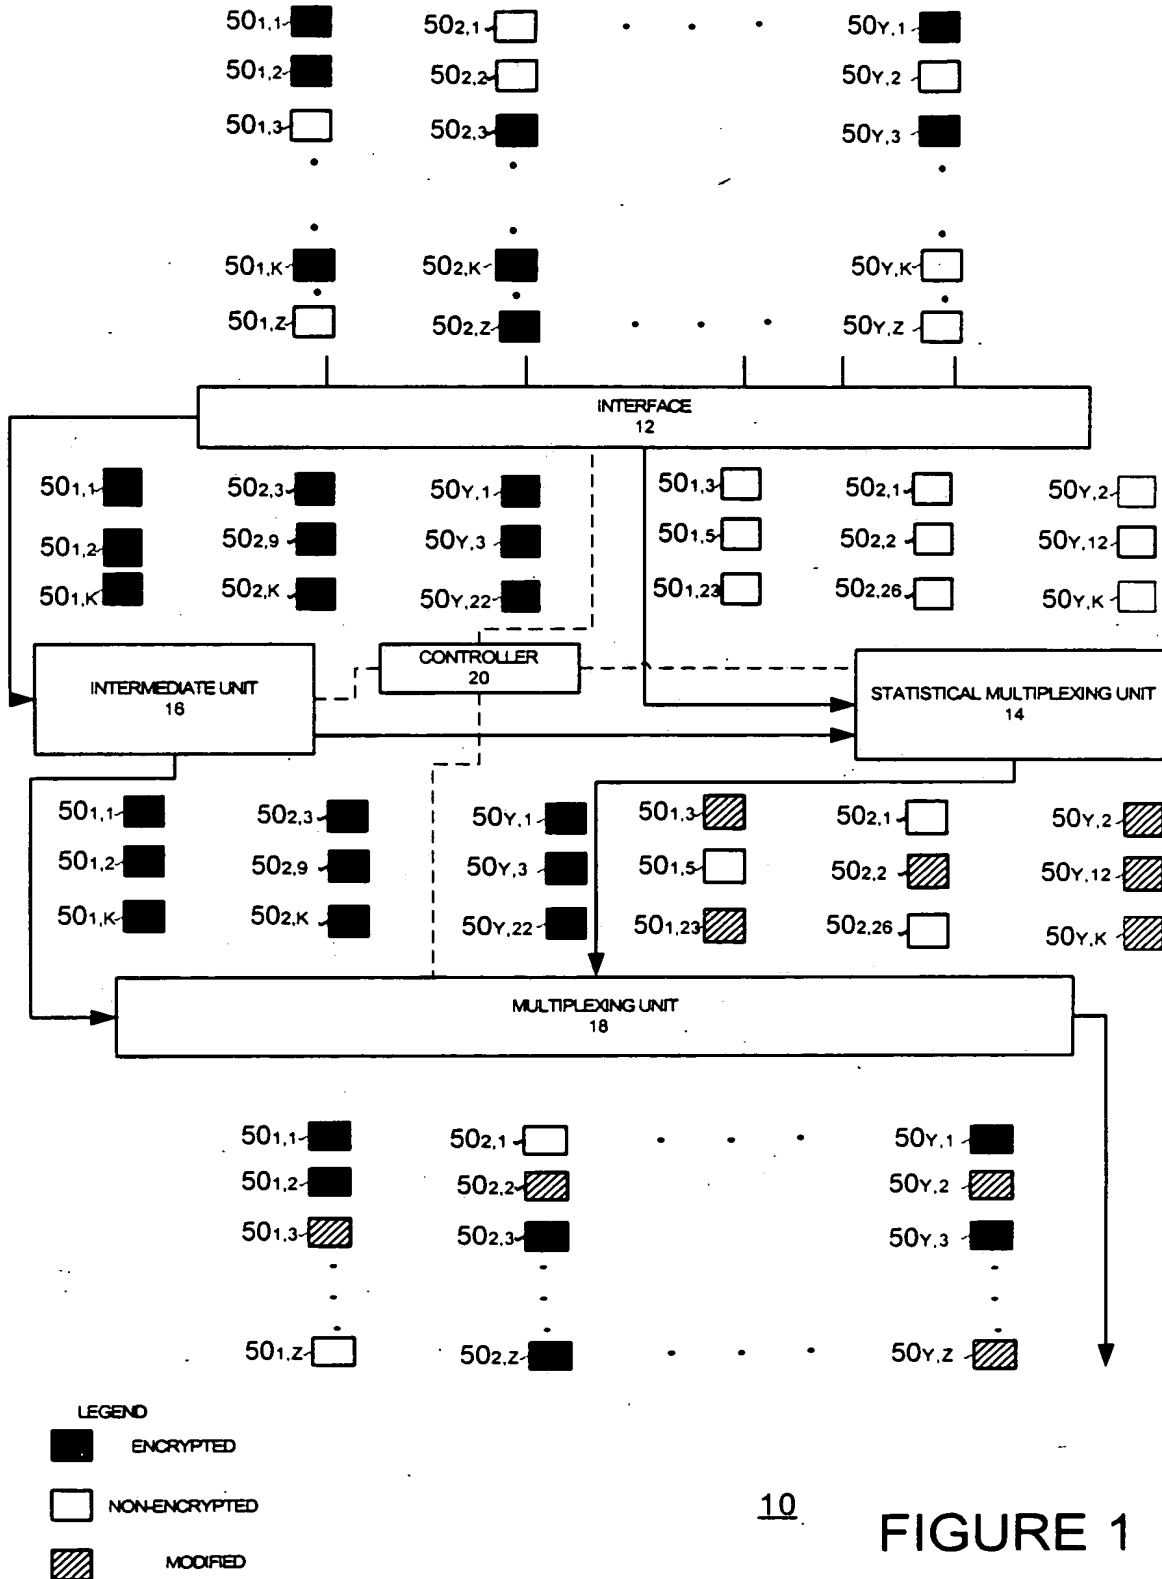 501,1 502,1 50Y,1
501,2 502,2 50Y,2
501,3 502,3 50Y,3
501,K 502,K 50Y,K
501,Z 502,Z 50Y,Z
INTERFACE
12
501,1 502,3 50Y,1 501,3 502,1 50Y,2
501,2 502,9 50Y,3 501,5 502,2 50Y,12
501,K 502,K 50Y,22 501,23 502,26 50Y,K
INTERMEDIATE UNIT
16
CONTROLLER
20
STATISTICAL MULTIPLEXING UNIT
14
501,1 502,3 50Y,1 501,3 502,1 50Y,2
501,2 502,9 50Y,3 501,5 502,2 50Y,12
501,K 502,K 50Y,22 501,23 502,26 50Y,K
MULTIPLEXING UNIT
18
501,1 502,1 50Y,1
501,2 502,2 50Y,2
501,3 502,3 50Y,3
501,Z 502,Z 50Y,Z
LEGEND
ENCRYPTED
NON-ENCRYPTED
MODIFIED
10
FIGURE 1